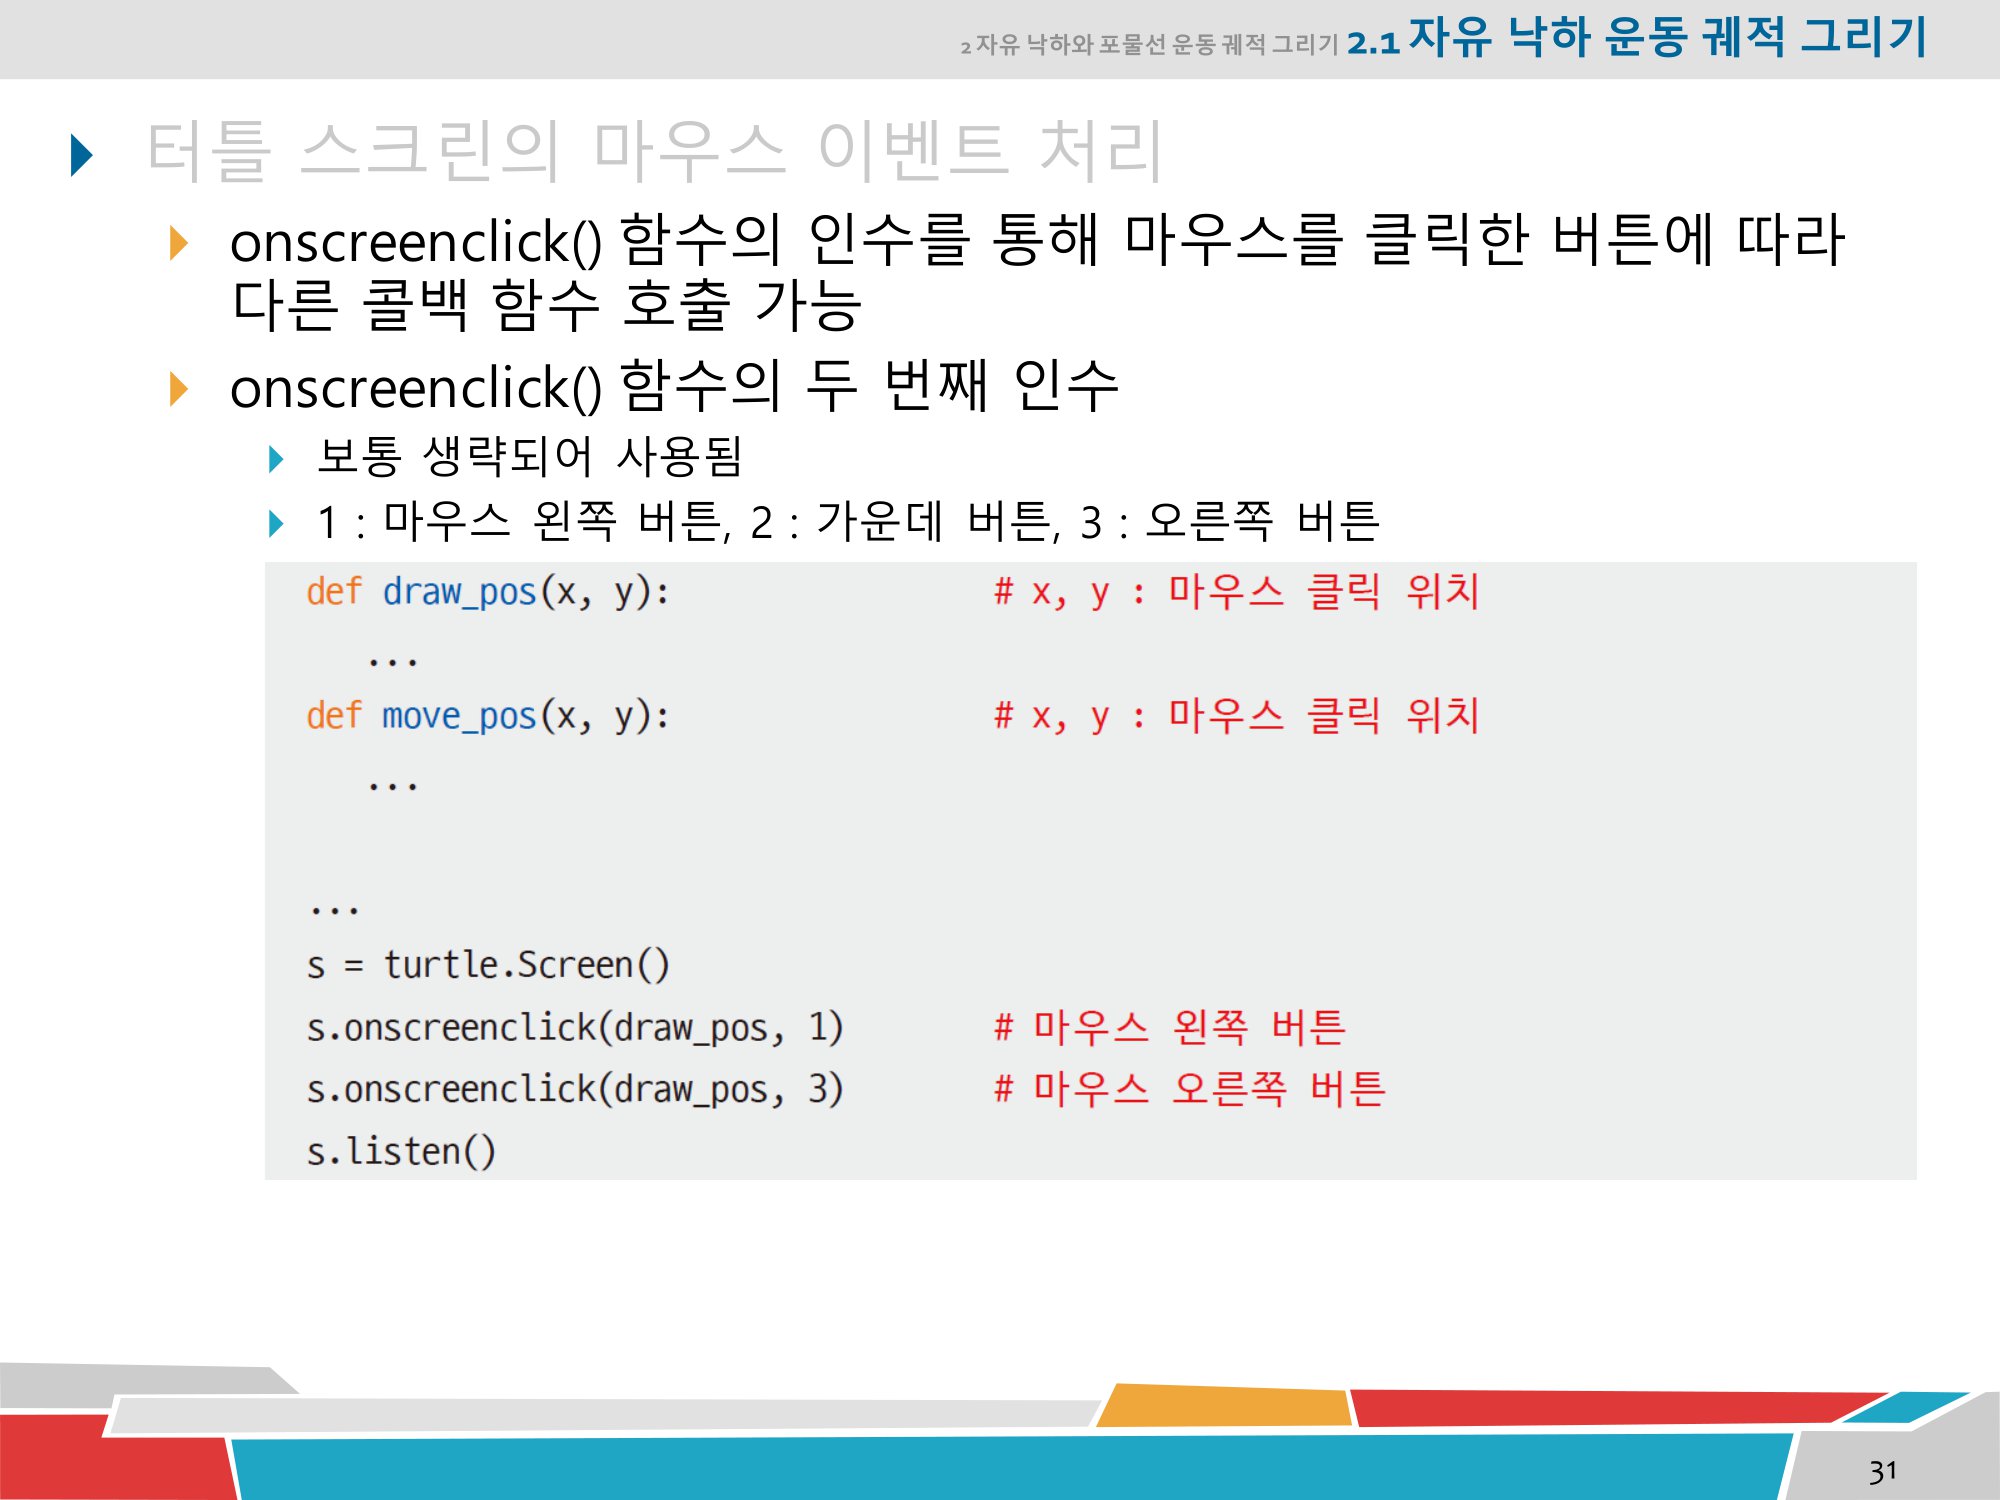 2 자유 낙하와 포물선 운동 궤적 그리기 2.1 자유 낙하 운동 궤적 그리기
터틀 스크린의 마우스 이벤트 처리
onscreenclick() 함수의 인수를 통해 마우스를 클릭한 버튼에 따라
다른 콜백 함수 호출 가능
onscreenclick() 함수의 두 번째 인수
보통 생략되어 사용됨
1 : 마우스 왼쪽 버튼, 2 : 가운데 버튼, 3 : 오른쪽 버튼
def draw_pos(x, y): # x, y : 마우스 클릭 위치
...
def move_pos(x, y): # x, y : 마우스 클릭 위치
...
...
s = turtle.Screen()
s.onscreenclick(draw_pos, 1) # 마우스 왼쪽 버튼
s.onscreenclick(draw_pos, 3) # 마우스 오른쪽 버튼
s.listen()
31